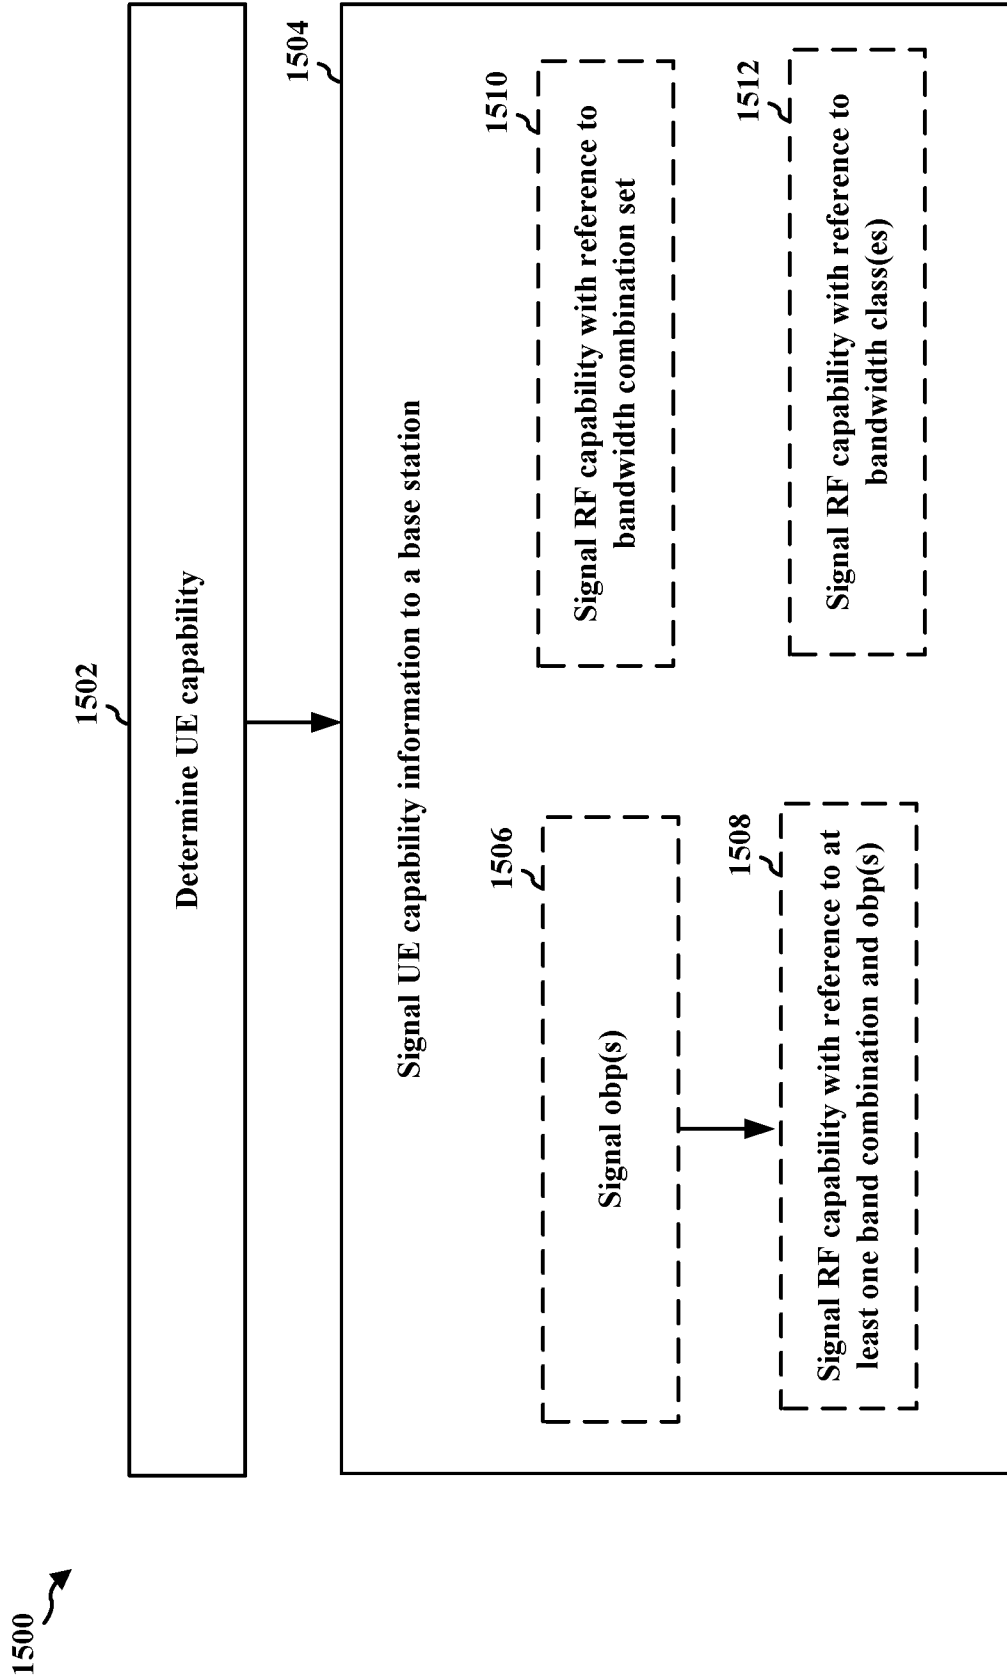 1500
1502
Determine UE capability
1504
Signal UE capability information to a base station
1506
Signal obp(s)
1508
Signal RF capability with reference to at
least one band combination and obp(s)
1510
Signal RF capability with reference to
bandwidth combination set
1512
Signal RF capability with reference to
bandwidth class(es)